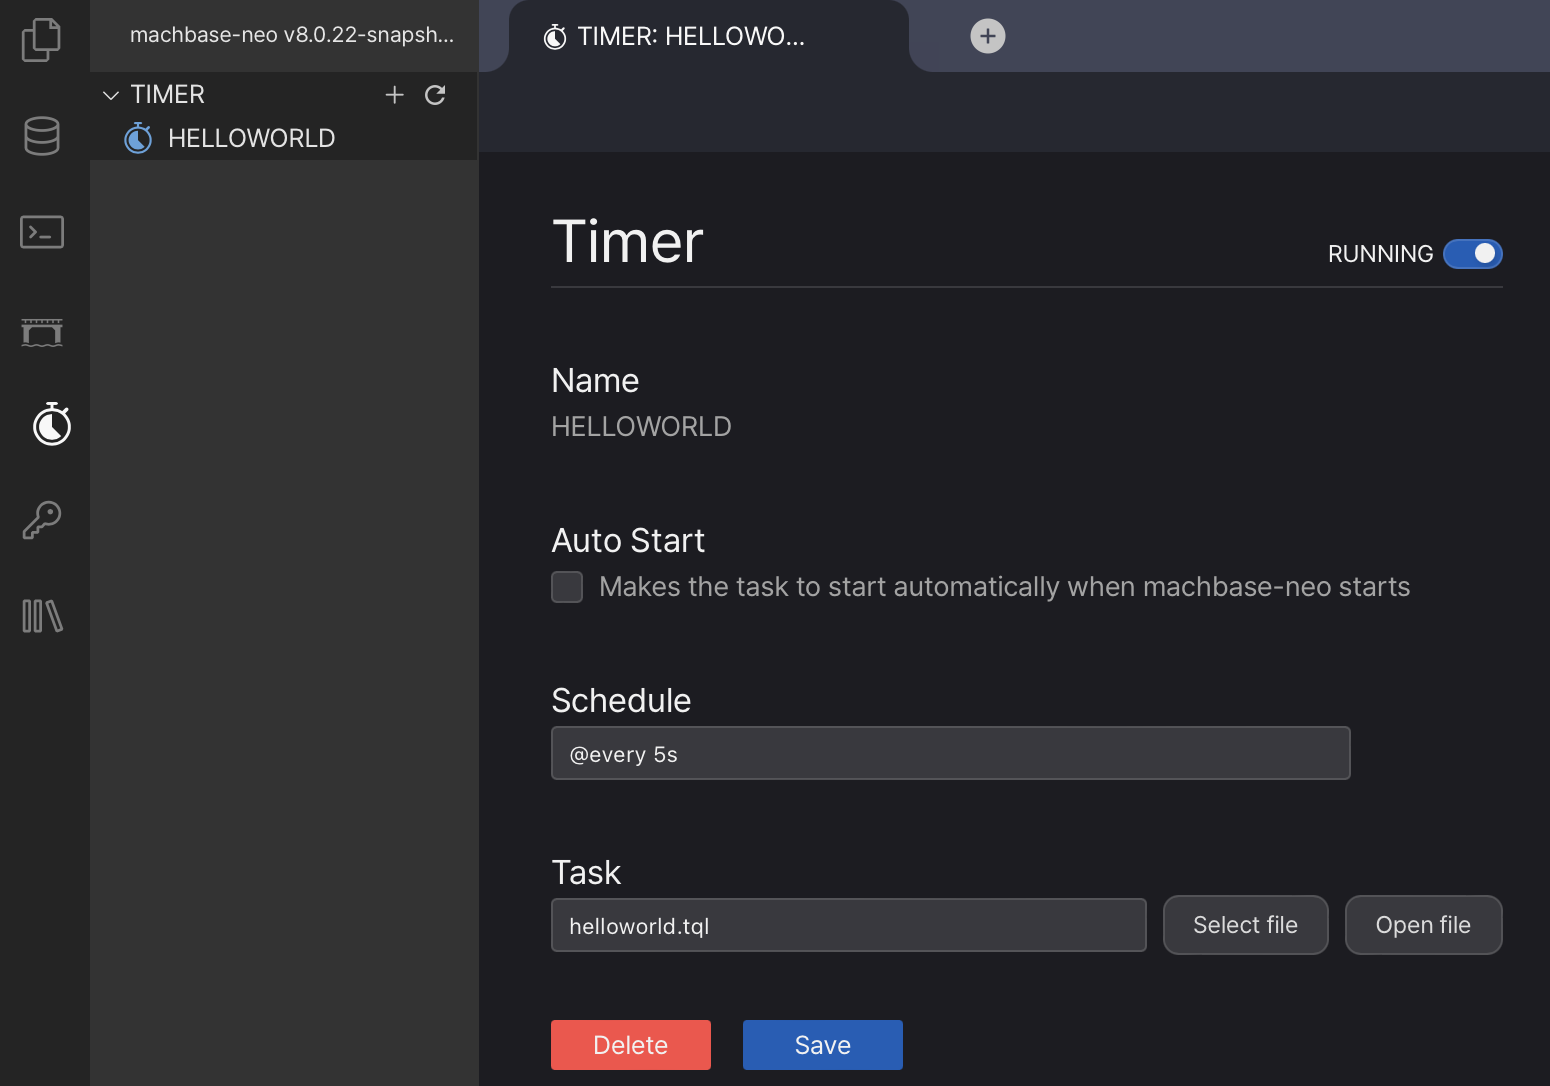 machbase-neo v8.0.22-snapsh...
TIMER: HELLOWO...
TIMER
HELLOWORLD
Timer
RUNNING
Name
HELLOWORLD
Auto Start
Makes the task to start automatically when machbase-neo starts
Schedule
@every 5s
Task
helloworld.tql
Select file
Open file
Delete
Save